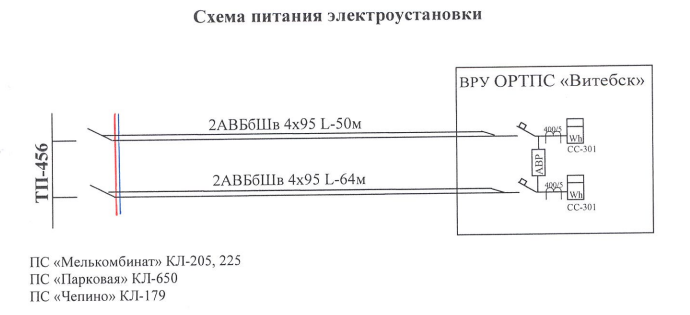 Схема питания электроустановки
ВРУ ОРТПС «Витебск»
2АВБбШв 4х95 L-50м
400/5
Wh
СС-301
ТП-456
АВР
2АВБбШв 4х95 L-64м
400/5
Wh
СС-301
ПС «Мелькомбинат» КЛ-205, 225
ПС «Парковая» КЛ-650
ПС «Чепино» КЛ-179